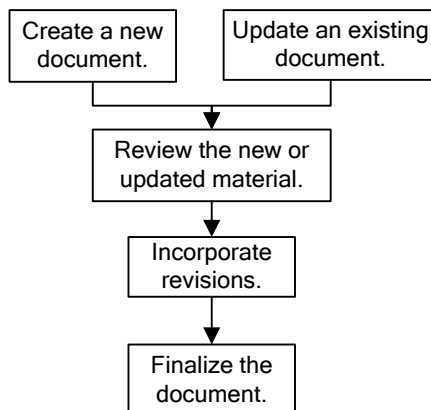 Create a new
document.
Update an existing
document.
Review the new or
updated material.
Incorporate
revisions.
Finalize the
document.